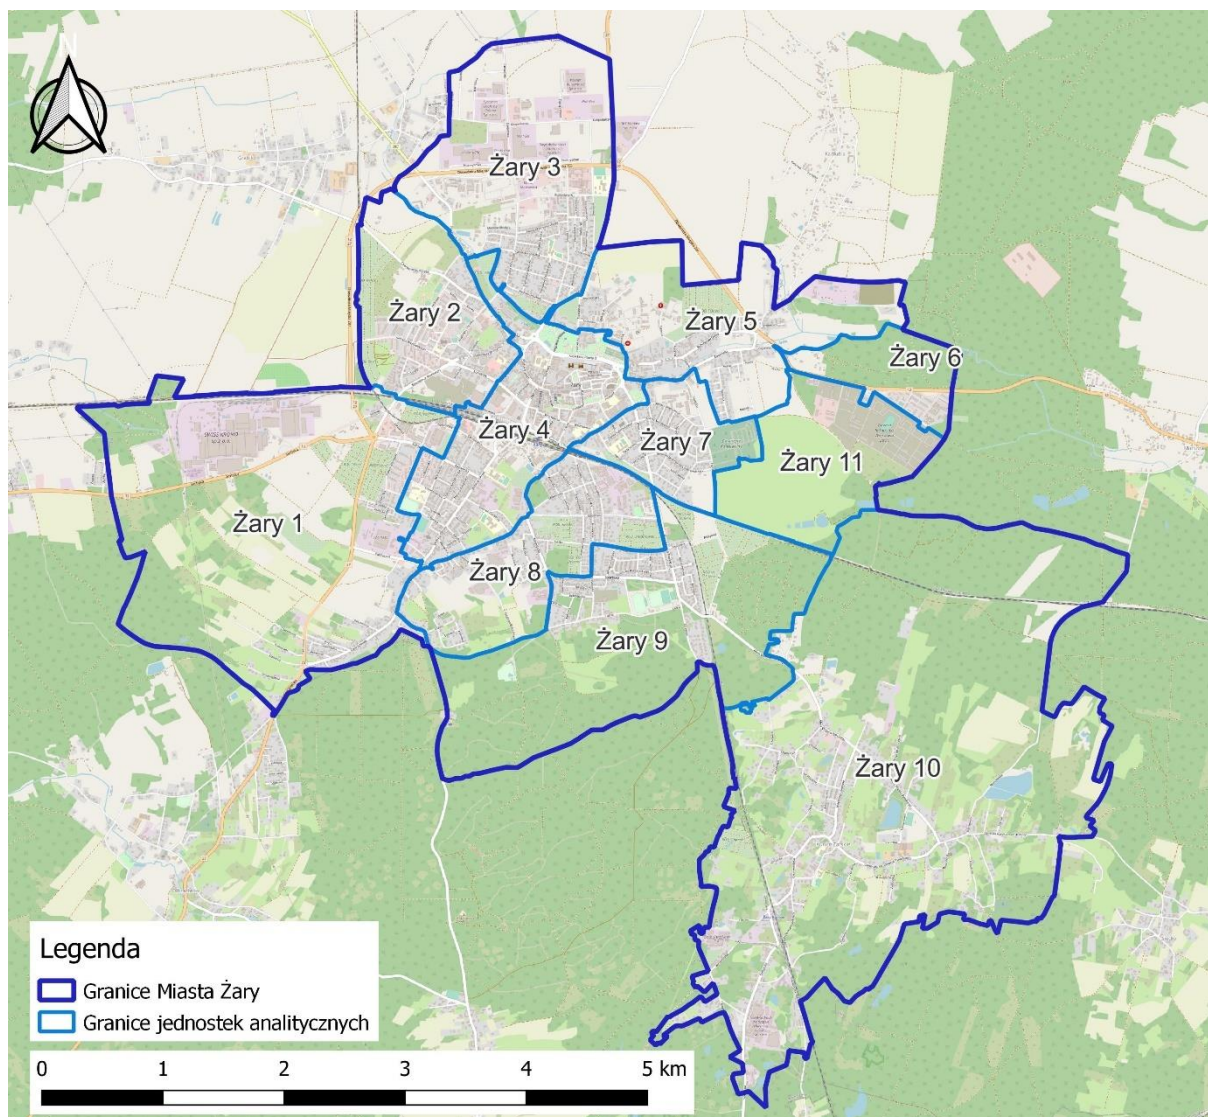 N
Żary 3
Żary 2
Żary 5
Żary 6
Żary 4
Żary 7
Żary 11
Żary 1
Żary 8
Żary 9
Żary 10
Legenda
Granice Miasta Żary
Granice jednostek analitycznych
0 1 2 3 4 5 km